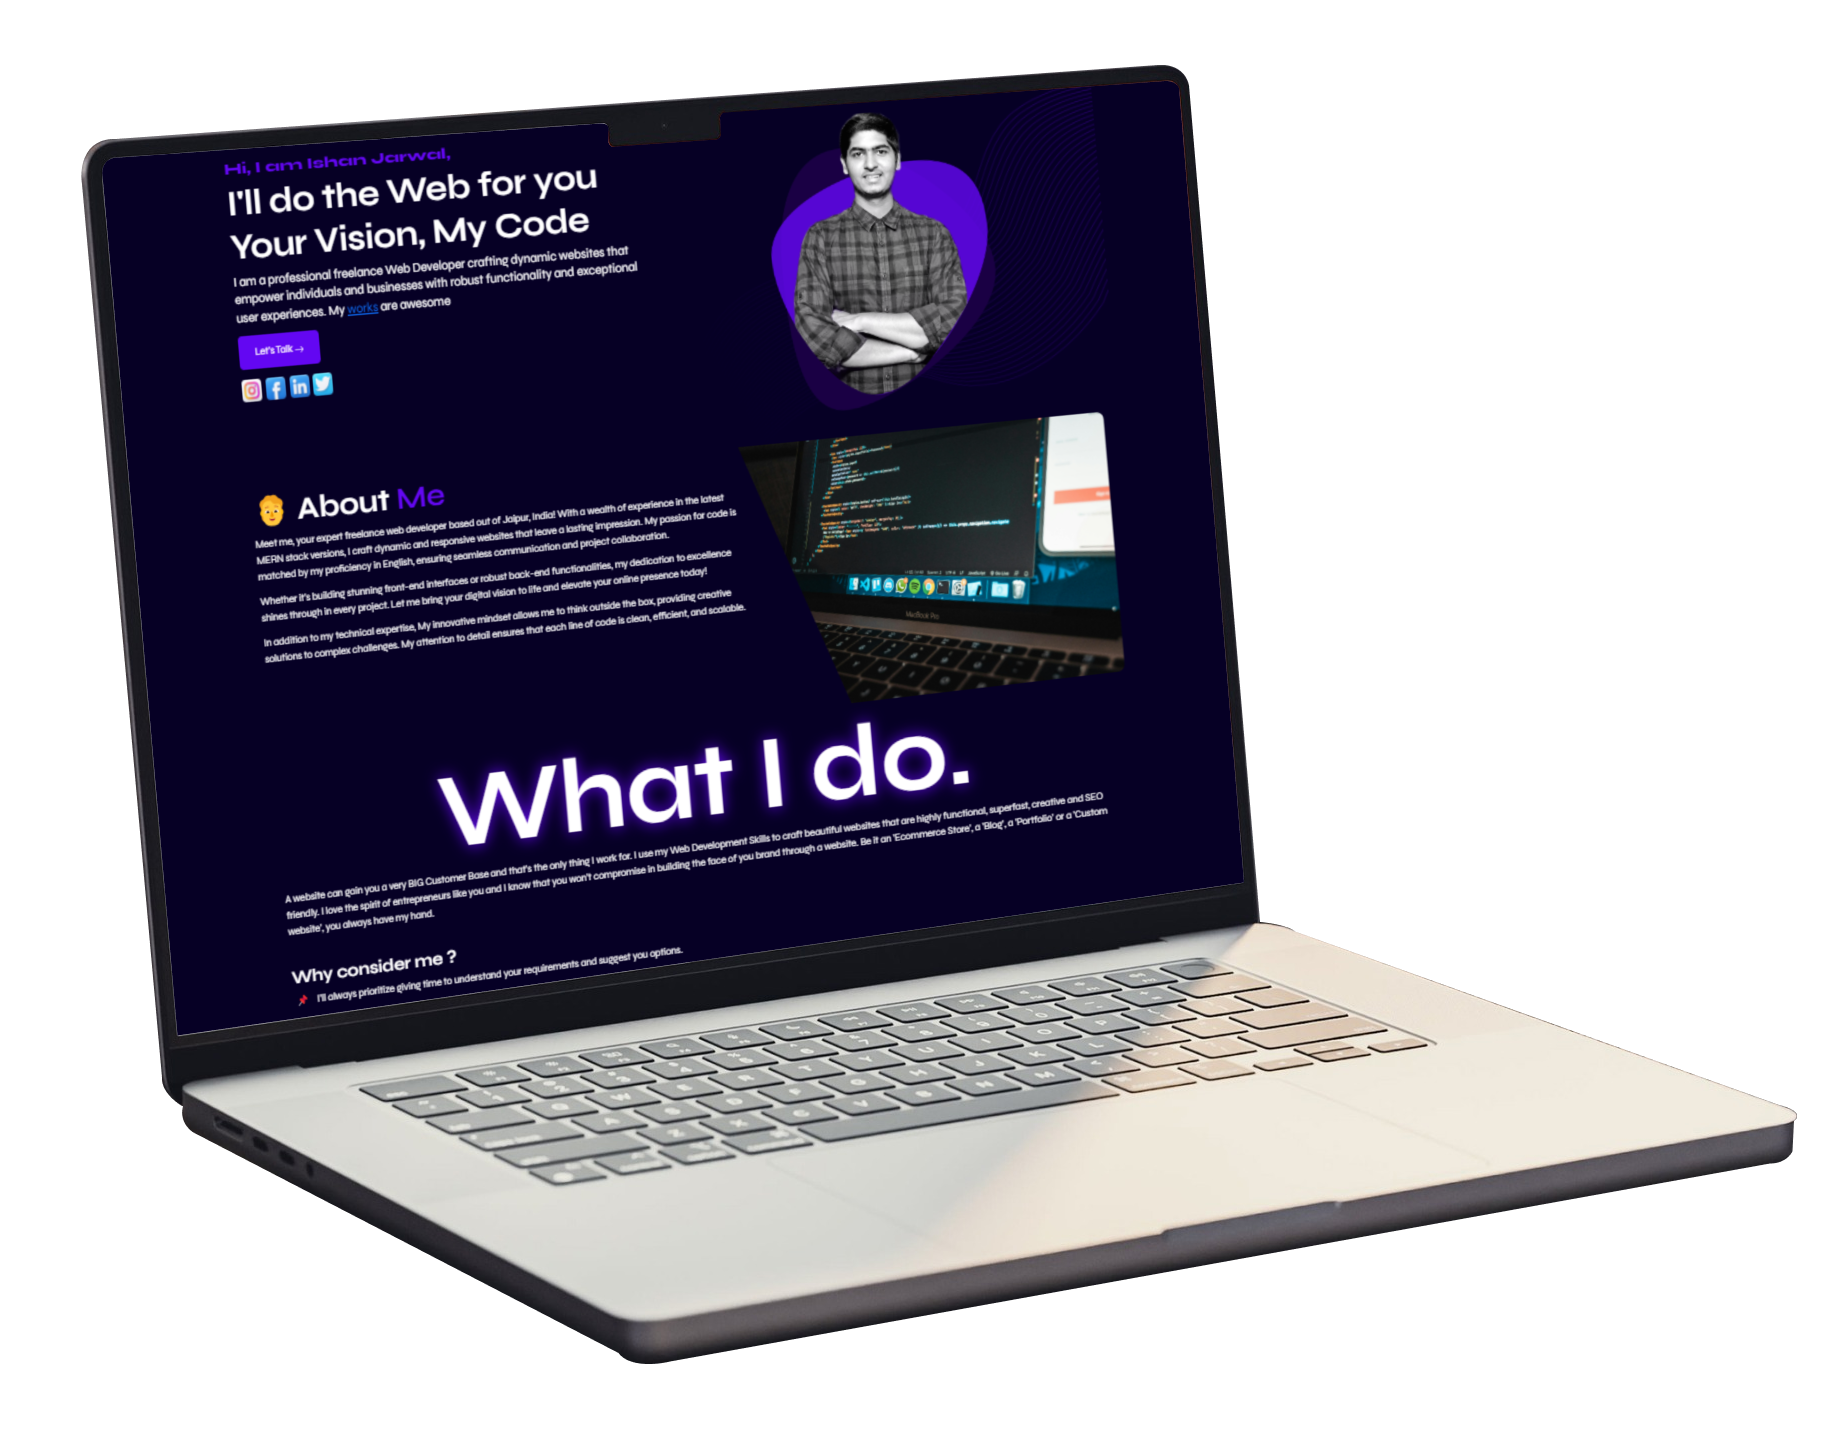 Hi, I am Ishan Jarwal,
I'll do the Web for you
Your Vision, My Code
I am a professional freelance Web Developer crafting dynamic websites that
empower individuals and businesses with robust functionality and exceptional
user experiences. My works are awesome
Let's Talk →
About Me
Meet me, your expert freelance web developer based out of Jaipur, India! With a wealth of experience in the latest
MERN stack versions, I craft dynamic and responsive websites that leave a lasting impression. My passion for code is
matched by my proficiency in English, ensuring seamless communication and project collaboration.
Whether it's building stunning front-end interfaces or robust back-end functionalities, my dedication to excellence
shines through in every project. Let me bring your digital vision to life and elevate your online presence today!
In addition to my technical expertise, My innovative mindset allows me to think outside the box, providing creative
solutions to complex challenges. My attention to detail ensures that each line of code is clean, efficient, and scalable.
MacBook Pro
What I do.
A website can gain you a very BIG Customer Base and that's the only thing I work for. I use my Web Development Skills to craft beautiful websites that are highly functional, superfast, creative and SEO
friendly. I love the spirit of entrepreneurs like you and I know that you won't compromise in building the face of you brand through a website. Be it an 'Ecommerce Store', a 'Blog', a 'Portfolio' or a 'Custom
website', you always have my hand.
Why consider me ?
I'll always prioritize giving time to understand your requirements and suggest you options.